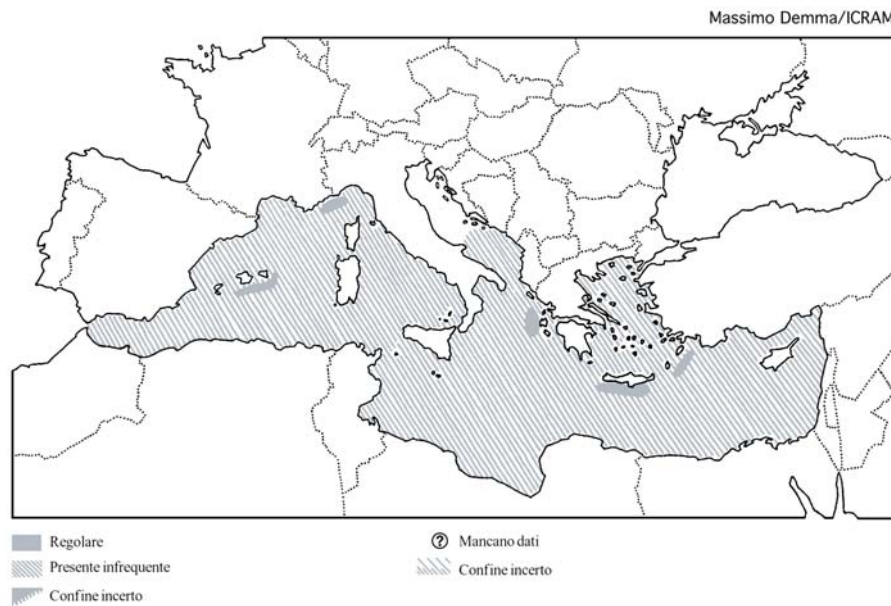 Massimo Demma/ICRAM
Regolare
Presente infrequente
Confine incerto
? Mancano dati
Confine incerto